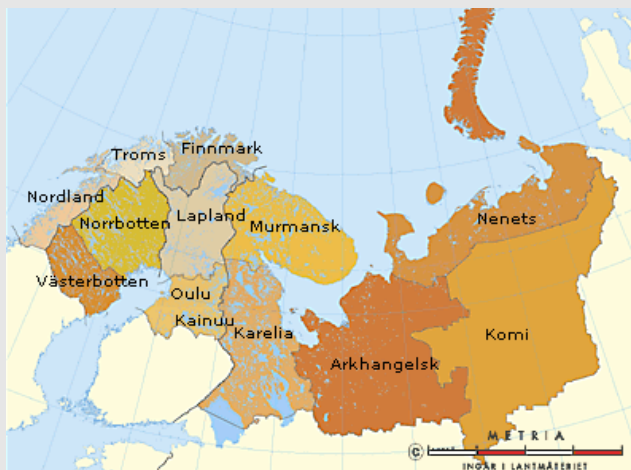 Troms
Finnmark
Nordland
Norrbotten
Lapland
Murmansk
Nenets
Västerbotten
Oulu
Kainuu
Karelia
Komi
Arkhangelsk
METRIA
©
INGÅR I LANTMÄTERIET